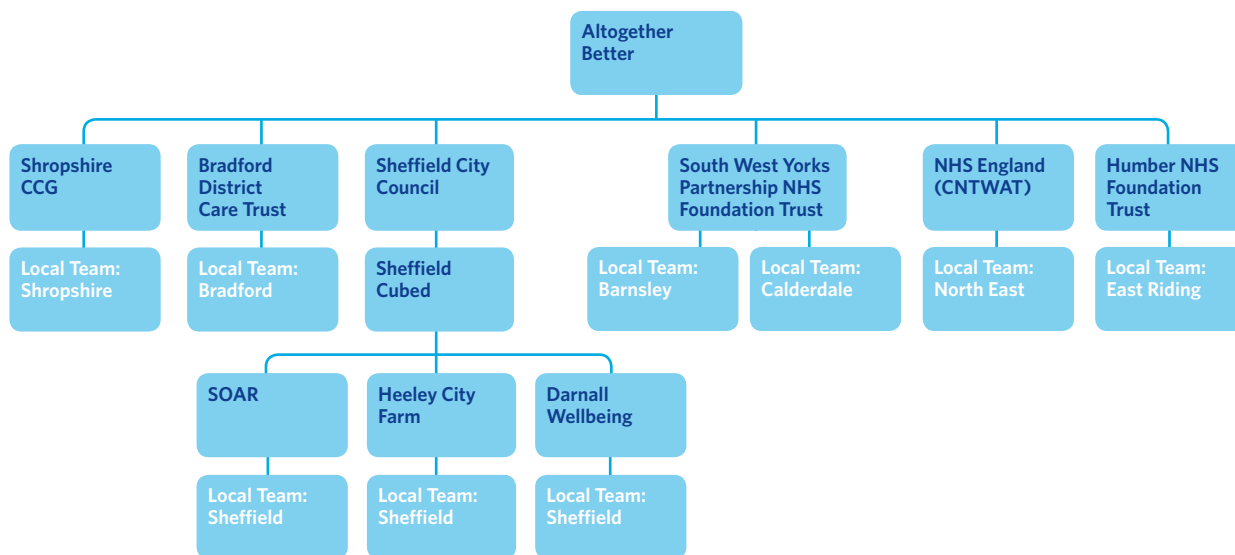 Altogether
Better
Shropshire
CCG
Bradford
District
Care Trust
Sheffield City
Council
South West Yorks
Partnership NHS
Foundation Trust
NHS England
(CNTWAT)
Humber NHS
Foundation
Trust
Local Team:
Shropshire
Local Team:
Bradford
Sheffield
Cubed
Local Team:
Barnsley
Local Team:
Calderdale
Local Team:
North East
Local Team:
East Riding
SOAR
Heeley City
Farm
Darnall
Wellbeing
Local Team:
Sheffield
Local Team:
Sheffield
Local Team:
Sheffield